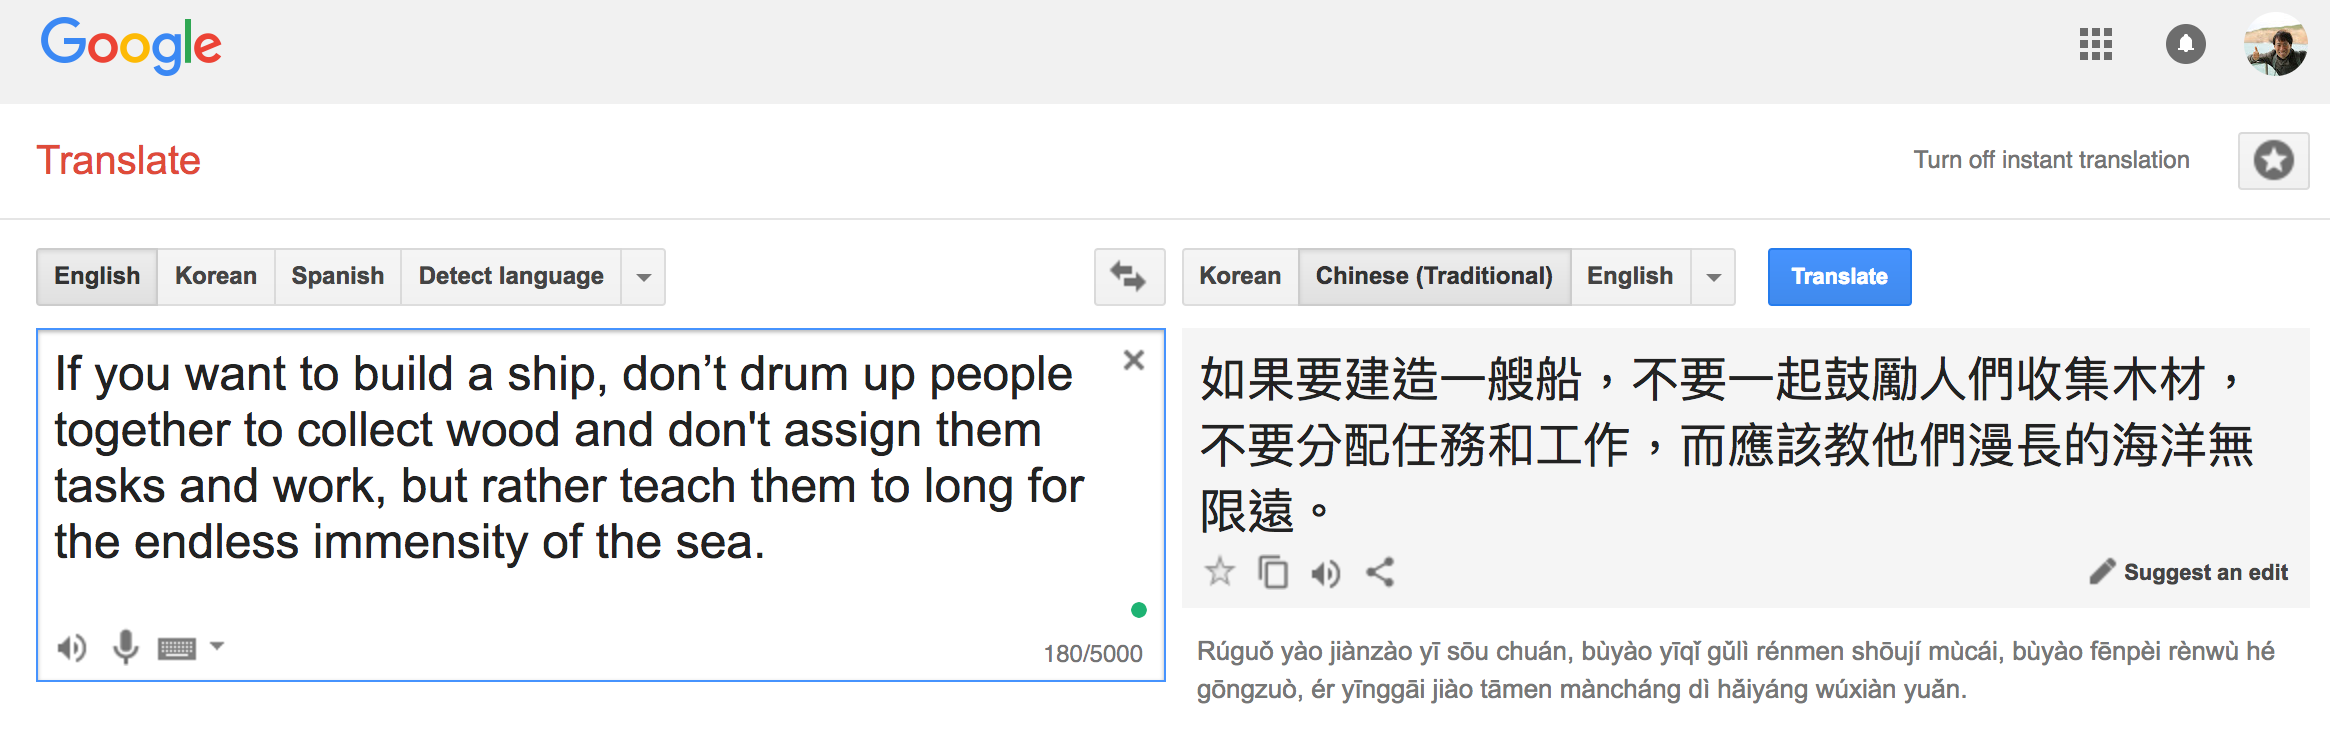 Google
Translate
Turn off instant translation
English Korean Spanish Detect language
Korean Chinese (Traditional) English Translate
If you want to build a ship, don’t drum up people
together to collect wood and don't assign them
tasks and work, but rather teach them to long for
the endless immensity of the sea.
180/5000
如果要建造一艘船，不要一起鼓勵人們收集木材，
不要分配任務和工作，而應該教他們漫長的海洋無
限遠。
Suggest an edit
Rúguǒ yào jiànzào yī sōu chuán, bùyào yīqǐ gǔlì rénmen shōují mùcái, bùyào fēnpèi rènwù hé
gōngzuò, ér yīnggāi jiào tāmen màncháng dì hǎiyáng wúxiàn yuǎn.